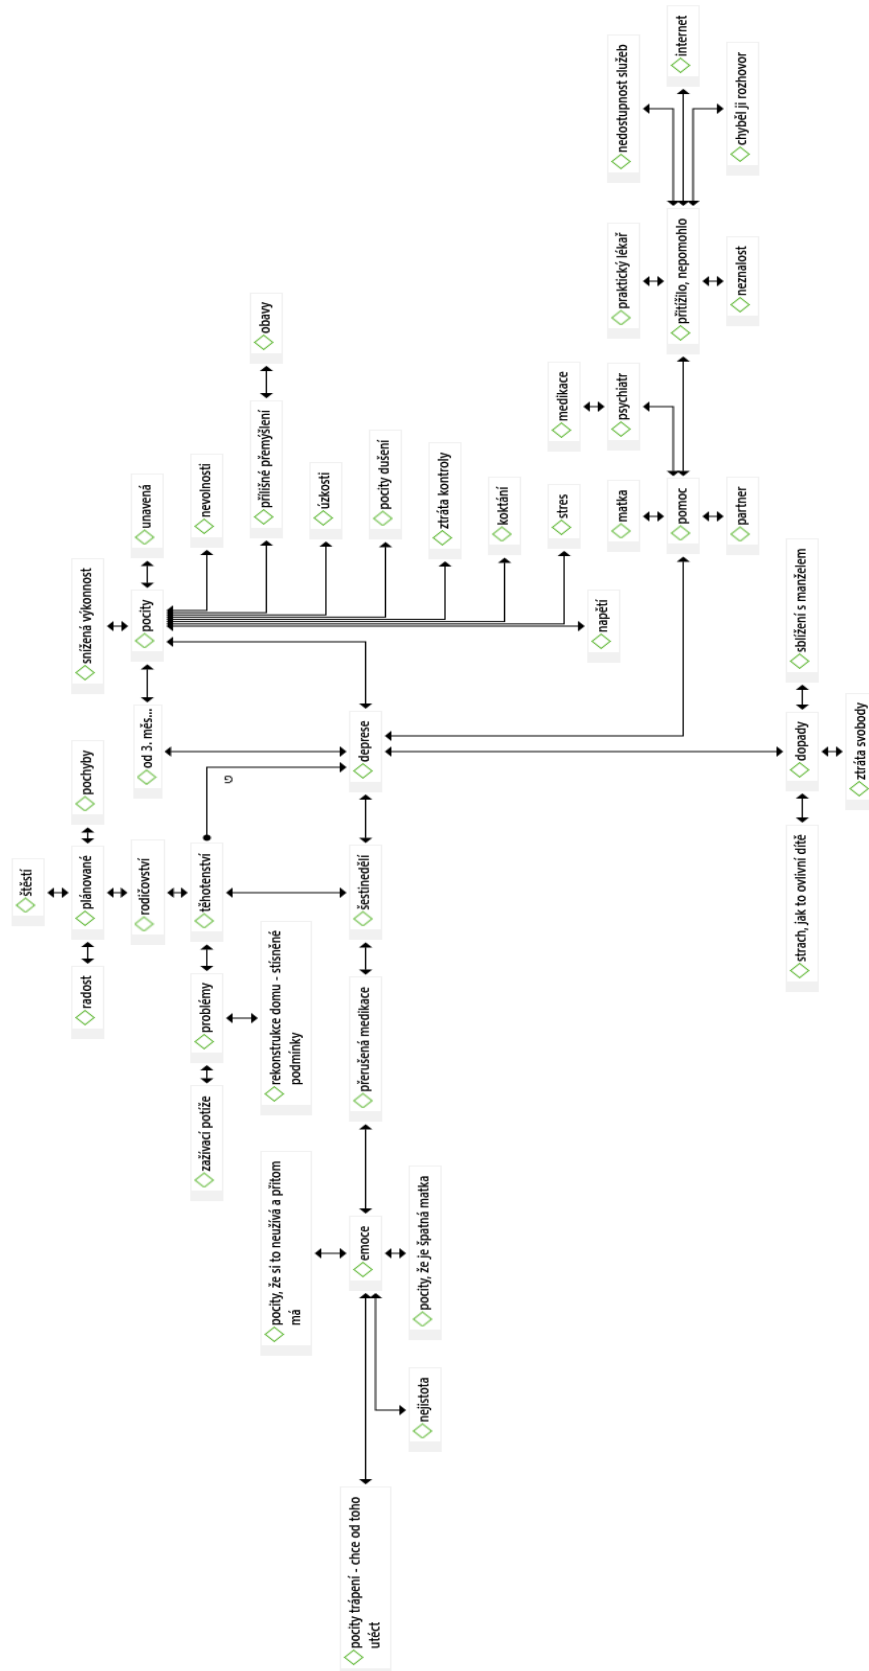 štěstí
radost
plánované
pochyby
snížená výkonnost
rodičovství
od 3. měs...
pocity
unavená
zažívací potíže
problémy
těhotenství
nevolnosti
G
pocity, že si to neužívá a přitom
má
rekonstrukce domu - stísněné
podmínky
přílišné přemýšlení
obavy
úzkosti
pocity trápení - chce od toho
utéct
emoce
přerušená medikace
šestinedělí
deprese
pocity dušení
nejistota
pocity, že je špatná matka
ztráta kontroly
koktání
stres
medikace
napětí
matka
psychiatr
praktický lékař
nedostupnost služeb
pomoc
přitížilo, nepomohlo
internet
partner
neznalost
chyběl ji rozhovor
strach, jak to ovlivní dítě
dopady
sblížení s manželem
ztráta svobody